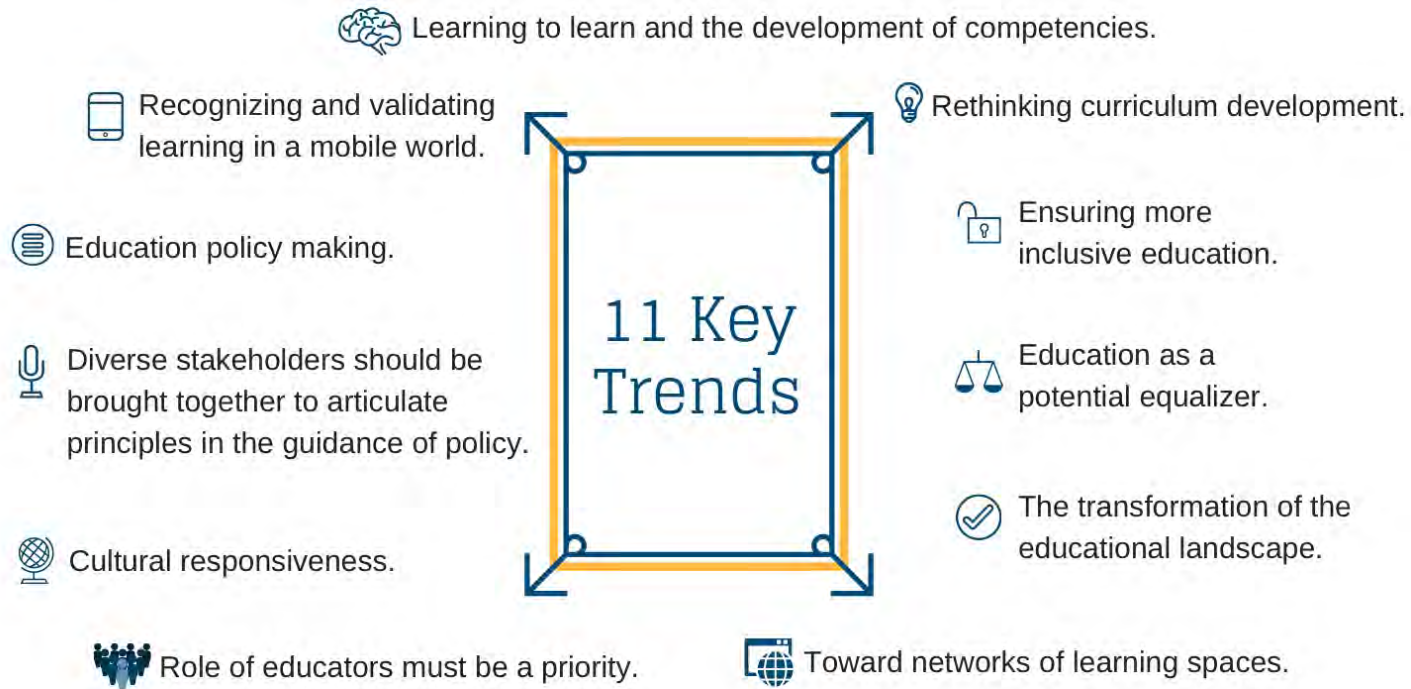 Learning to learn and the development of competencies.
Recognizing and validating
learning in a mobile world.
Rethinking curriculum development.
Education policy making.
Ensuring more
inclusive education.
11 Key
Trends
Diverse stakeholders should be
brought together to articulate
principles in the guidance of policy.
Education as a
potential equalizer.
Cultural responsiveness.
The transformation of the
educational landscape.
Role of educators must be a priority.
Toward networks of learning spaces.